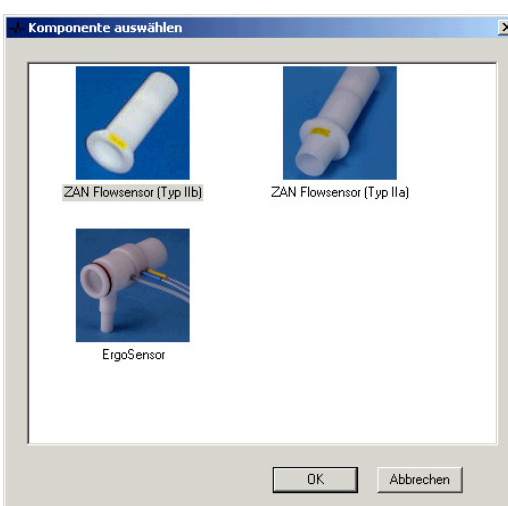 Komponente auswählen
ZAN Flowsensor (Typ IIb)
ZAN Flowsensor (Typ IIa)
ErgoSensor
OK
Abbrechen